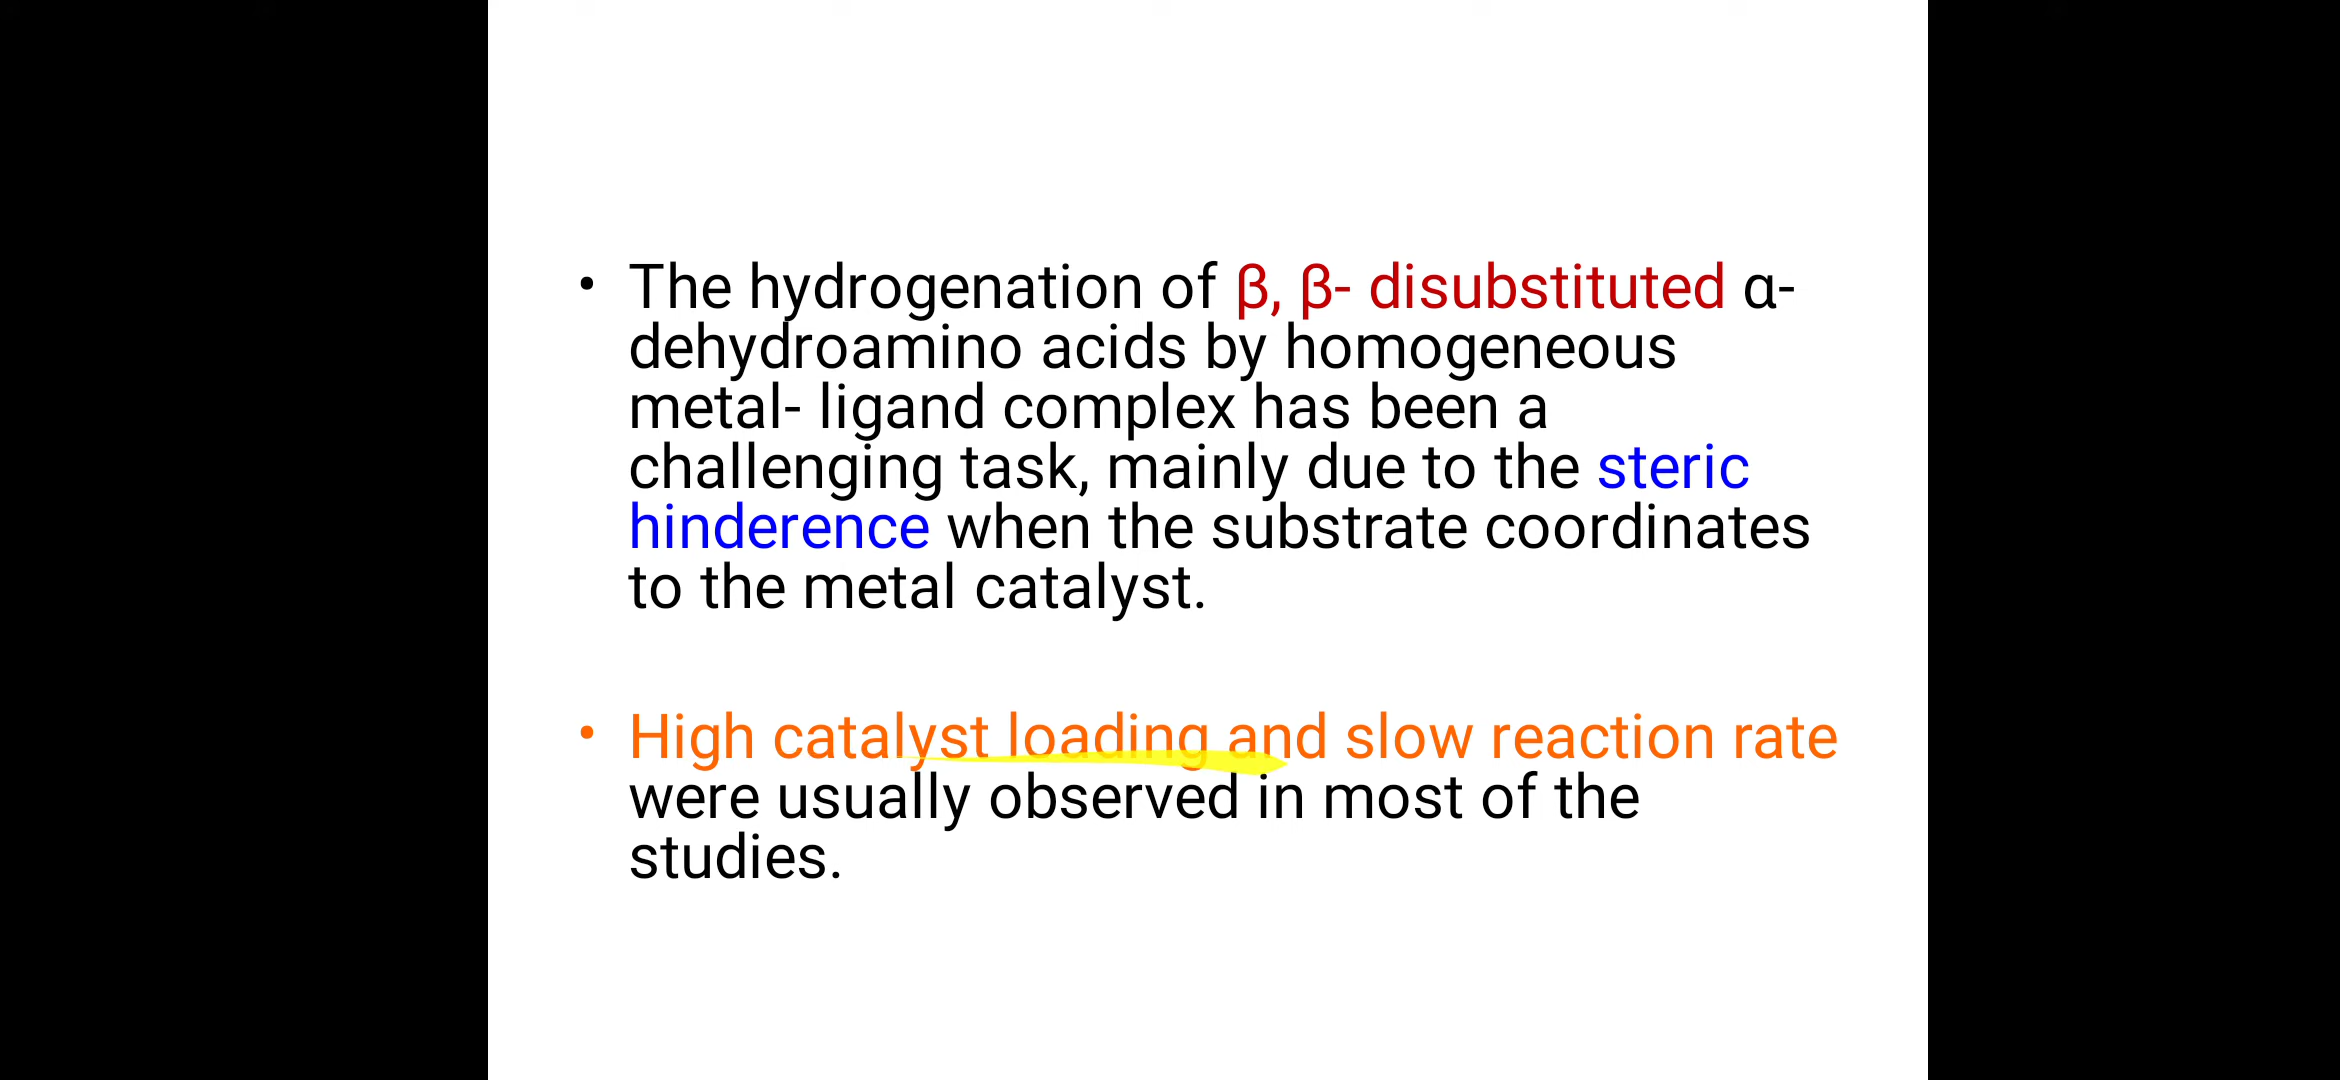 • The hydrogenation of β, β- disubstituted α-
dehydroamino acids by homogeneous
metal- ligand complex has been a
challenging task, mainly due to the steric
hinderence when the substrate coordinates
to the metal catalyst.
• High catalyst loading and slow reaction rate
were usually observed in most of the
studies.